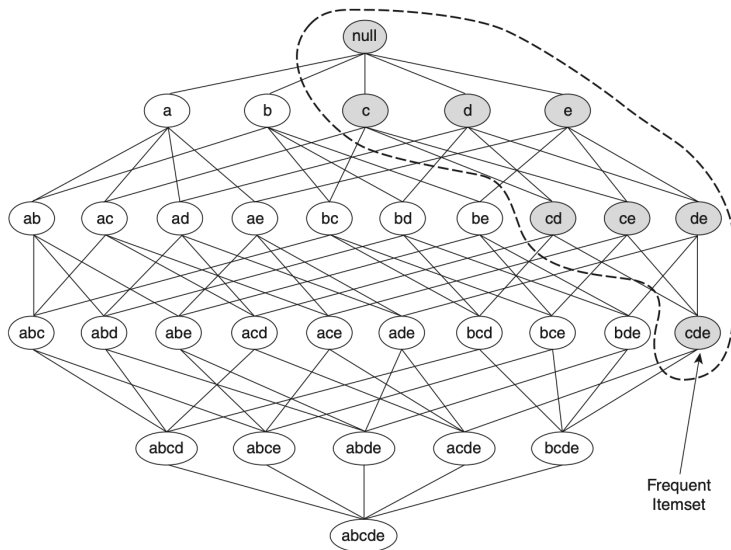 null
a b c d e
ab ac ad ae bc bd be cd ce de
abc abd abe acd ace ade bcd bce bde cde
abcd abce abde acde bcde
Frequent
Itemset
abcde